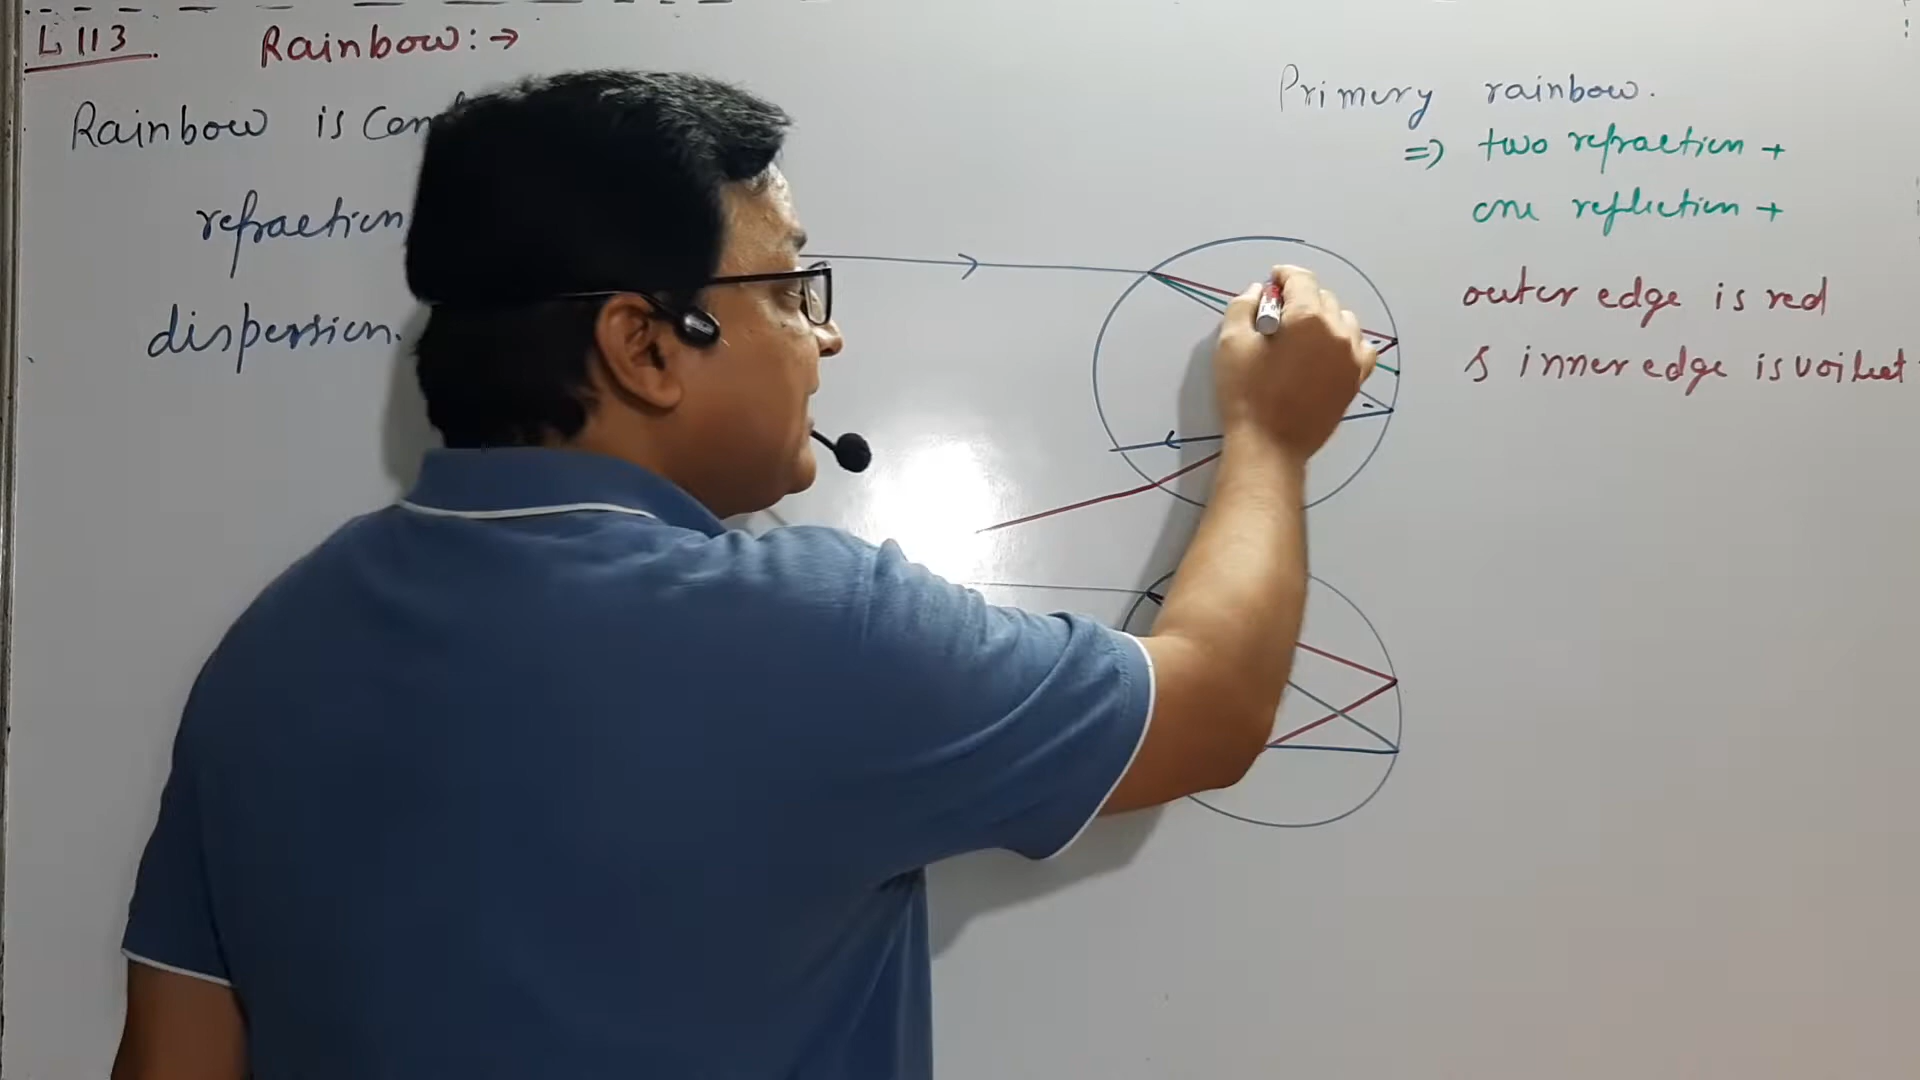 L 113 Rainbow :→
Rainbow is Com
refraction
dispersion.
Primery rainbow.
=> two refraction +
one reflection +
outer edge is red
& inner edge is voilet